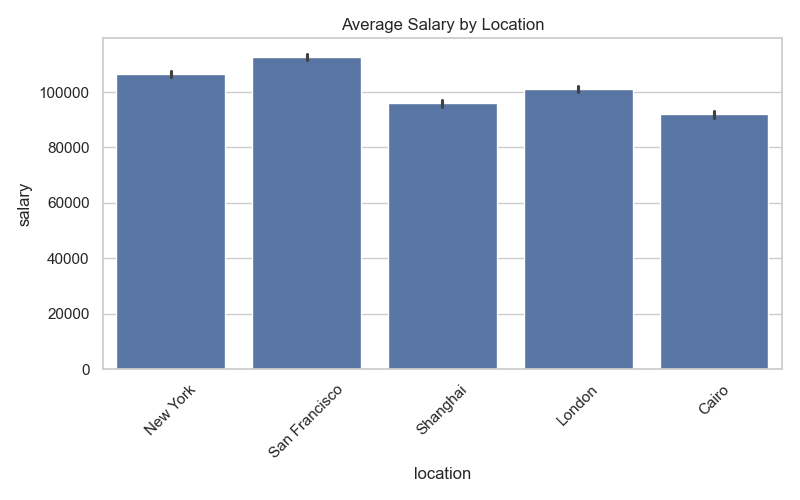 Average Salary by Location
salary
100000
80000
60000
40000
20000
0
New York
San Francisco
Shanghai
London
Cairo
location